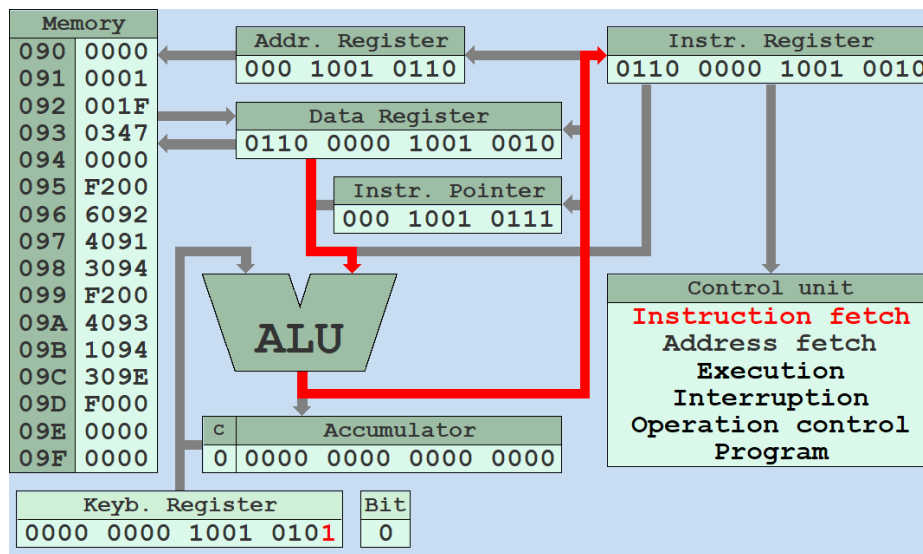 Memory
090 0000
091 0001
092 001F
093 0347
094 0000
095 F200
096 6092
097 4091
098 3094
099 F200
09A 4093
09B 1094
09C 309E
09D F000
09E 0000
09F 0000
Addr. Register
000 1001 0110
Instr. Register
0110 0000 1001 0010
Data Register
0110 0000 1001 0010
Instr. Pointer
000 1001 0111
ALU
Control unit
Instruction fetch
Address fetch
Execution
Interruption
Operation control
Program
C Accumulator
0 0000 0000 0000 0000
Keyb. Register
0000 0000 1001 0101
Bit
0